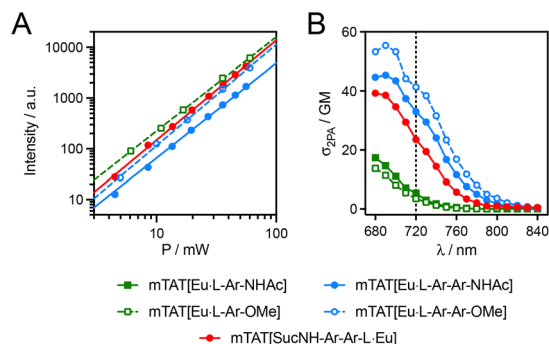 A
B
Intensity / a.u.
10000
1000
100
10
10
100
P / mW
σ2PA / GM
60
40
20
0
680
720
760
800
840
λ / nm
mTAT[Eu·L-Ar-NHAc]
mTAT[Eu·L-Ar-Ar-NHAc]
mTAT[Eu·L-Ar-OMe]
mTAT[Eu·L-Ar-Ar-OMe]
mTAT[SucNH-Ar-Ar-L·Eu]